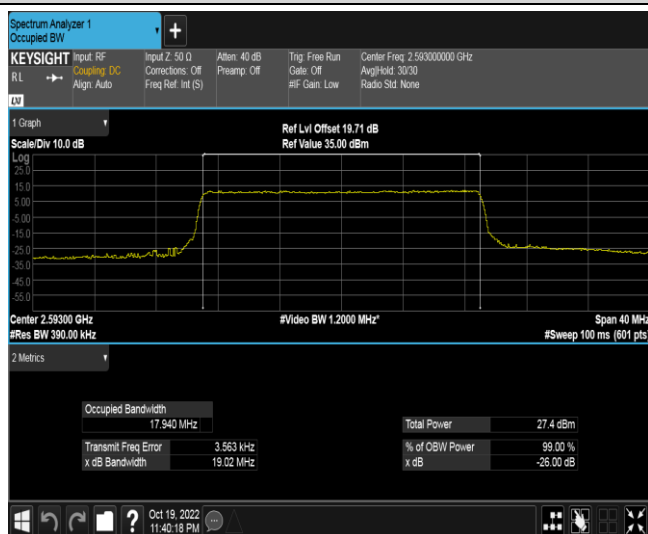 Spectrum Analyzer 1
Occupied BW
KEYSIGHT Input: RF Input Z: 50 Ω Atten: 40 dB Trig: Free Run Center Freq: 2.593000000 GHz
RL Coupling: DC Corrections: Off Preamp: Off Gate: Off Avg|Hold: 30/30
Align: Auto Freq Ref: Int (S) #IF Gain: Low Radio Std: None
LXI
1 Graph
Ref Lvl Offset 19.71 dB
Scale/Div 10.0 dB Ref Value 35.00 dBm
Log
25.0
15.0
5.00
-5.00
-15.0
-25.0
-35.0
-45.0
-55.0
Center 2.59300 GHz #Video BW 1.2000 MHz* Span 40 MHz
#Res BW 390.00 kHz #Sweep 100 ms (601 pts)
2 Metrics
Occupied Bandwidth
17.940 MHz Total Power 27.4 dBm
Transmit Freq Error 3.563 kHz % of OBW Power 99.00 %
x dB Bandwidth 19.02 MHz x dB -26.00 dB
? Oct 19, 2022
11:40:18 PM